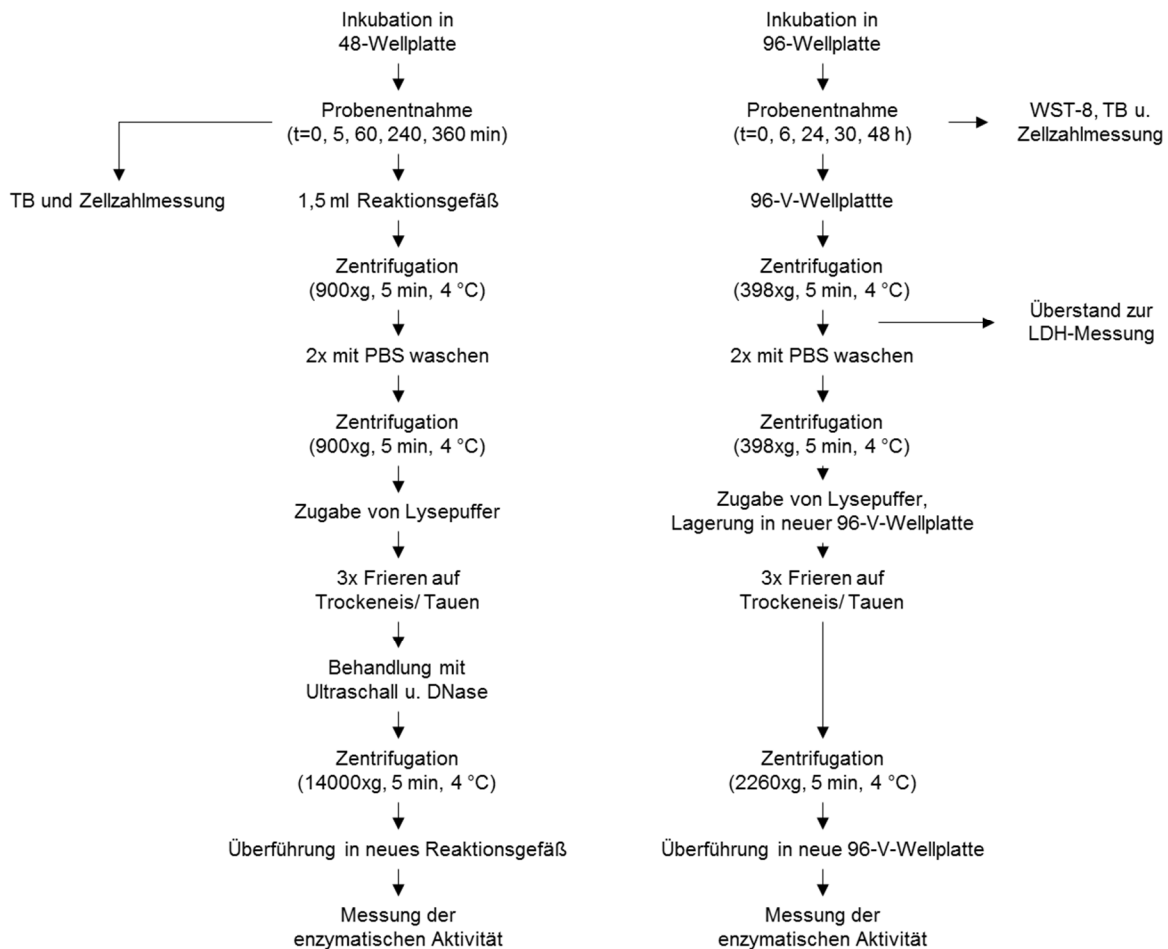 Inkubation in
48-Wellplatte
Probenentnahme
(t=0, 5, 60, 240, 360 min)
TB und Zellzahlmessung
1,5 ml Reaktionsgefäß
Zentrifugation
(900xg, 5 min, 4 °C)
2x mit PBS waschen
Zentrifugation
(900xg, 5 min, 4 °C)
Zugabe von Lysepuffer
3x Frieren auf
Trockeneis/ Tauen
Behandlung mit
Ultraschall u. DNase
Zentrifugation
(14000xg, 5 min, 4 °C)
Überführung in neues Reaktionsgefäß
Messung der
enzymatischen Aktivität
Inkubation in
96-Wellplatte
Probenentnahme
(t=0, 6, 24, 30, 48 h)
WST-8, TB u.
Zellzahlmessung
96-V-Wellplattte
Zentrifugation
(398xg, 5 min, 4 °C)
Überstand zur
LDH-Messung
2x mit PBS waschen
Zentrifugation
(398xg, 5 min, 4 °C)
Zugabe von Lysepuffer,
Lagerung in neuer 96-V-Wellplatte
3x Frieren auf
Trockeneis/ Tauen
Zentrifugation
(2260xg, 5 min, 4 °C)
Überführung in neue 96-V-Wellplatte
Messung der
enzymatischen Aktivität